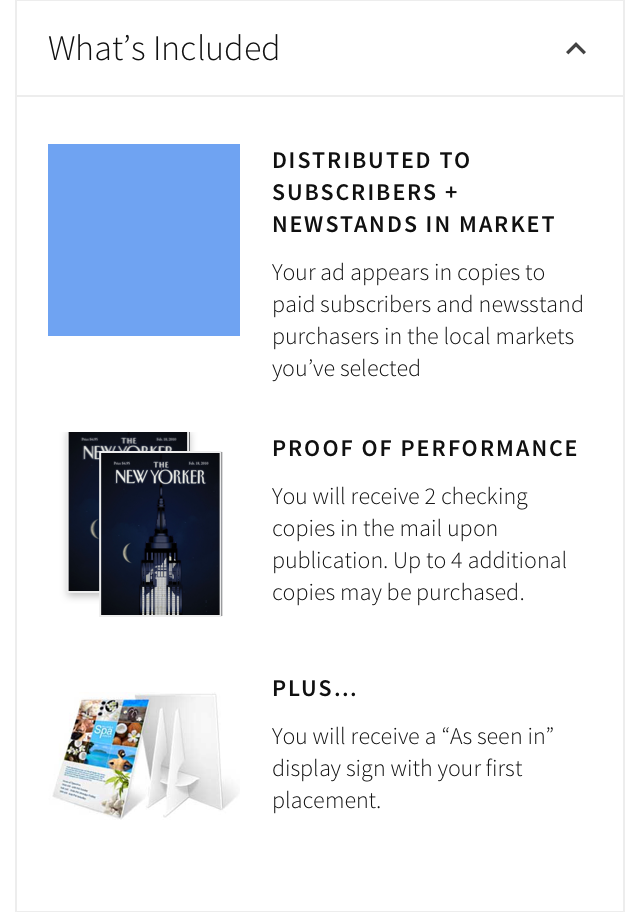 What’s Included
DISTRIBUTED TO
SUBSCRIBERS +
NEWSTANDS IN MARKET
Your ad appears in copies to
paid subscribers and newsstand
purchasers in the local markets
you’ve selected
THE
NEW YORKER
THE
NEW YORKER
PROOF OF PERFORMANCE
You will receive 2 checking
copies in the mail upon
publication. Up to 4 additional
copies may be purchased.
Spa
PLUS...
You will receive a “As seen in”
display sign with your first
placement.